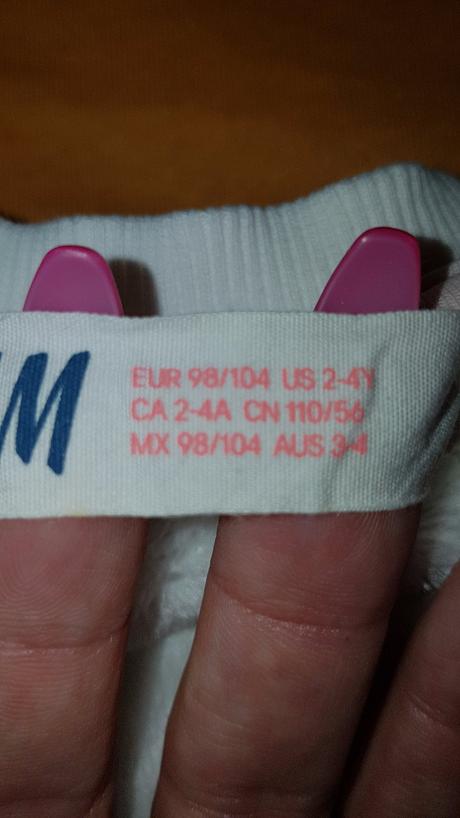 M
EUR 98/104 US 2-4Y
CA 2-4A CN 110/56
MX 98/104 AUS 3-4